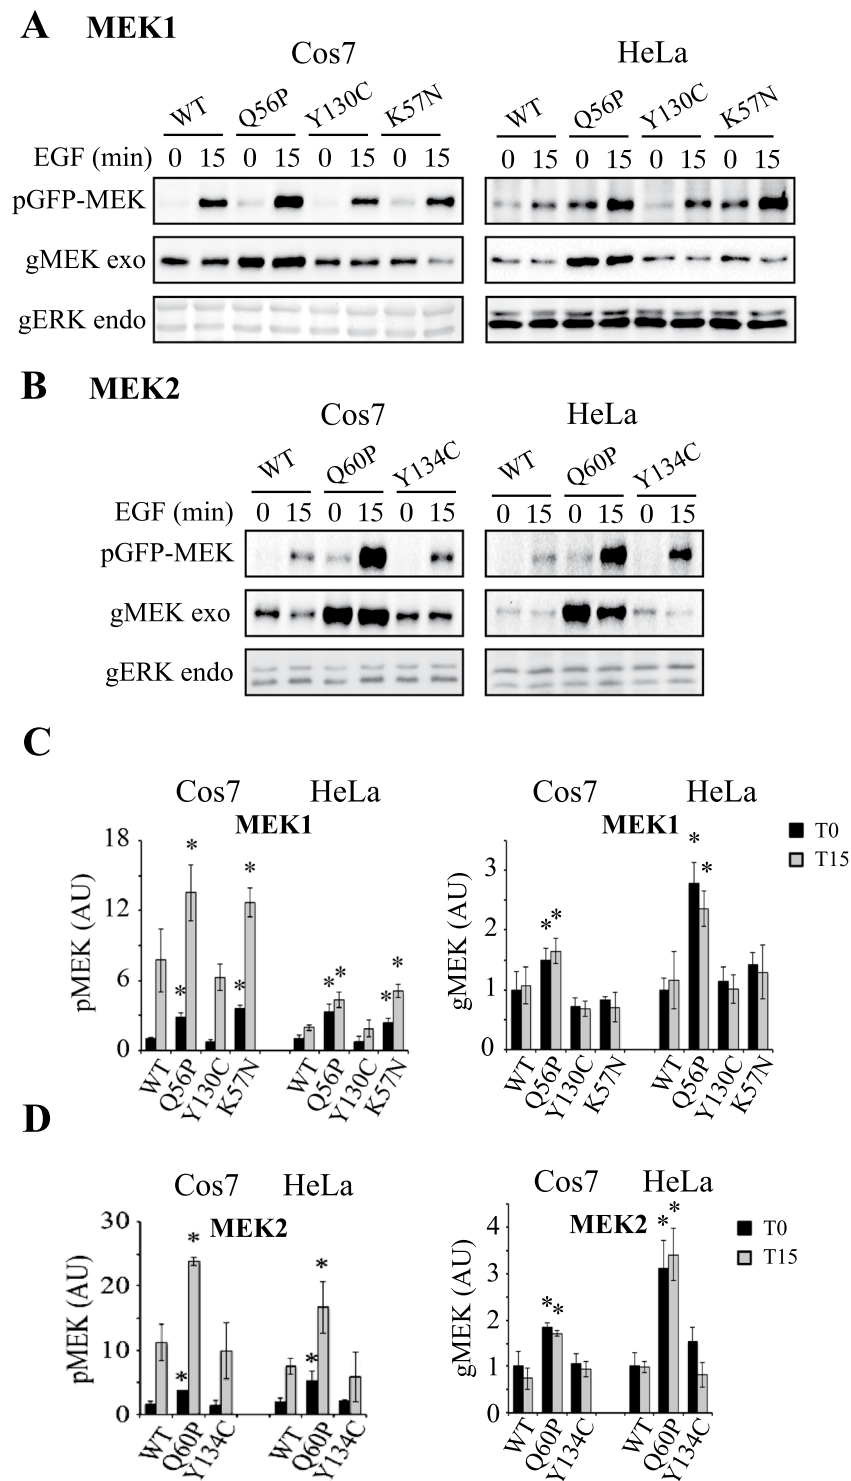 A MEK1
Cos7 HeLa
WT Q56P Y130C K57N WT Q56P Y130C K57N
EGF (min) 0 15 0 15 0 15 0 15 0 15 0 15 0 15 0 15
pGFP-MEK
gMEK exo
gERK endo
B MEK2
Cos7 HeLa
WT Q60P Y134C WT Q60P Y134C
EGF (min) 0 15 0 15 0 15 0 15 0 15 0 15
pGFP-MEK
gMEK exo
gERK endo
C
Cos7 HeLa
MEK1
pMEK (AU)
18
12
6
0
* * * * * * * *
WT Q56P Y130C K57N WT Q56P Y130C K57N
Cos7 HeLa
MEK1
gMEK (AU)
3
2
1
0
* * * *
WT Q56P Y130C K57N WT Q56P Y130C K57N
T0
T15
D
Cos7 HeLa
MEK2
pMEK (AU)
30
20
10
0
* * * *
WT Q60P Y134C WT Q60P Y134C
Cos7 HeLa
MEK2
gMEK (AU)
4
3
2
1
0
* * * *
WT Q60P Y134C WT Q60P Y134C
T0
T15